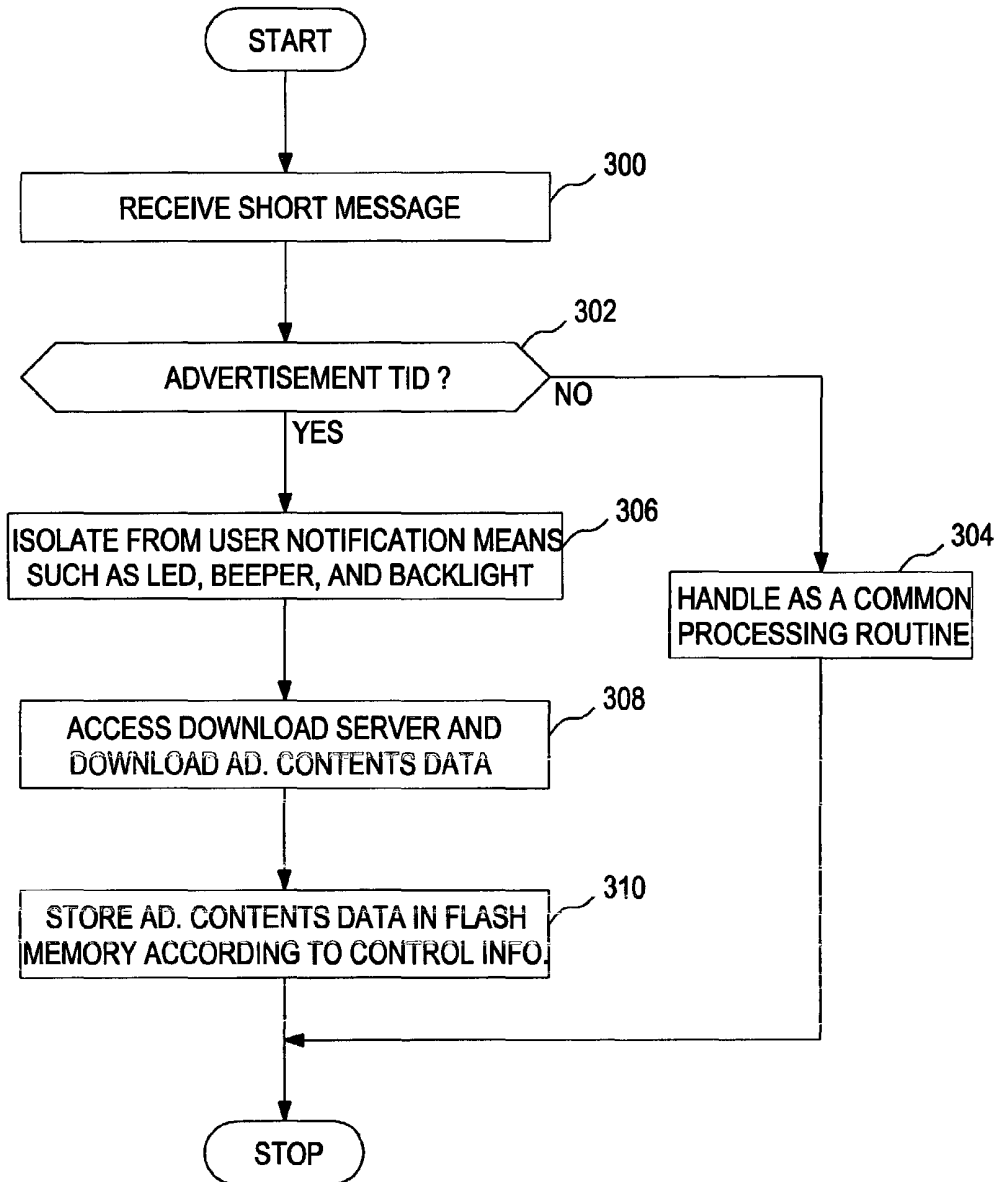 START
300
RECEIVE SHORT MESSAGE
302
ADVERTISEMENT TID ?
NO
YES
306
ISOLATE FROM USER NOTIFICATION MEANS
SUCH AS LED, BEEPER, AND BACKLIGHT
304
HANDLE AS A COMMON
PROCESSING ROUTINE
308
ACCESS DOWNLOAD SERVER AND
DOWNLOAD AD. CONTENTS DATA
310
STORE AD. CONTENTS DATA IN FLASH
MEMORY ACCORDING TO CONTROL INFO.
STOP